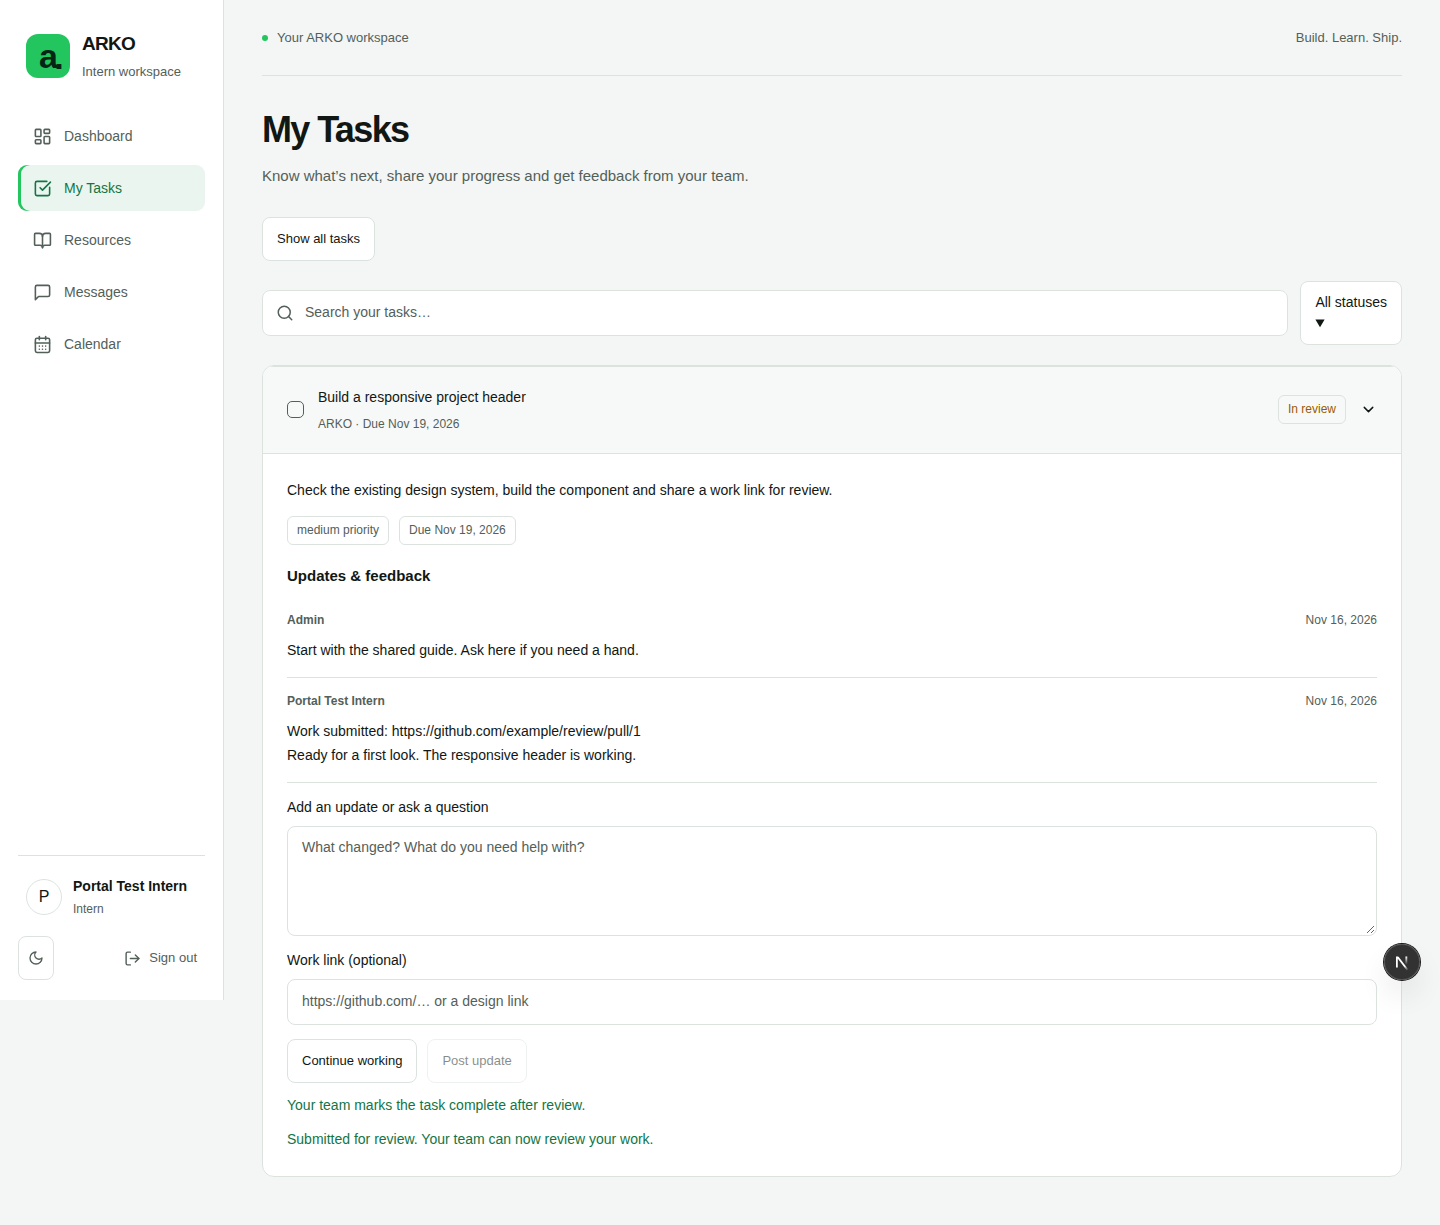 a.
ARKO
Intern workspace
Dashboard
My Tasks
Resources
Messages
Calendar
Portal Test Intern
P
Intern
Sign out
Your ARKO workspace
Build. Learn. Ship.
My Tasks
Know what’s next, share your progress and get feedback from your team.
Show all tasks
Search your tasks…
All statuses
Build a responsive project header
ARKO · Due Nov 19, 2026
In review
Check the existing design system, build the component and share a work link for review.
medium priority
Due Nov 19, 2026
Updates & feedback
Admin
Nov 16, 2026
Start with the shared guide. Ask here if you need a hand.
Portal Test Intern
Nov 16, 2026
Work submitted: https://github.com/example/review/pull/1
Ready for a first look. The responsive header is working.
Add an update or ask a question
What changed? What do you need help with?
Work link (optional)
https://github.com/… or a design link
Continue working
Post update
Your team marks the task complete after review.
Submitted for review. Your team can now review your work.
N